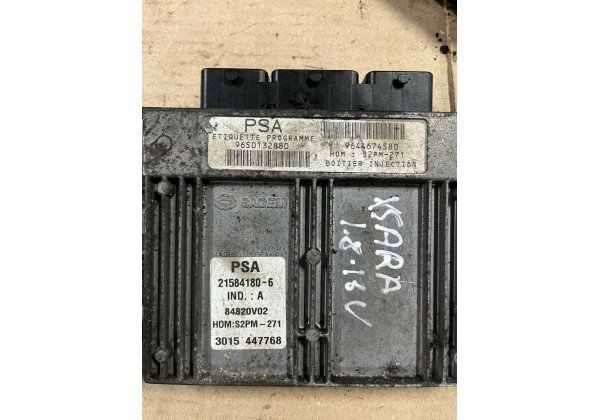 PSA
ETIQUETTE PROGRAMME
9650132880
9644674580
HOM : S2PM-271
BOITIER INJECTION
SAGEM
PSA
21584180-6
IND. : A
84820V02
HOM:S2PM-271
3015 447768
XSARA
1.8.16V